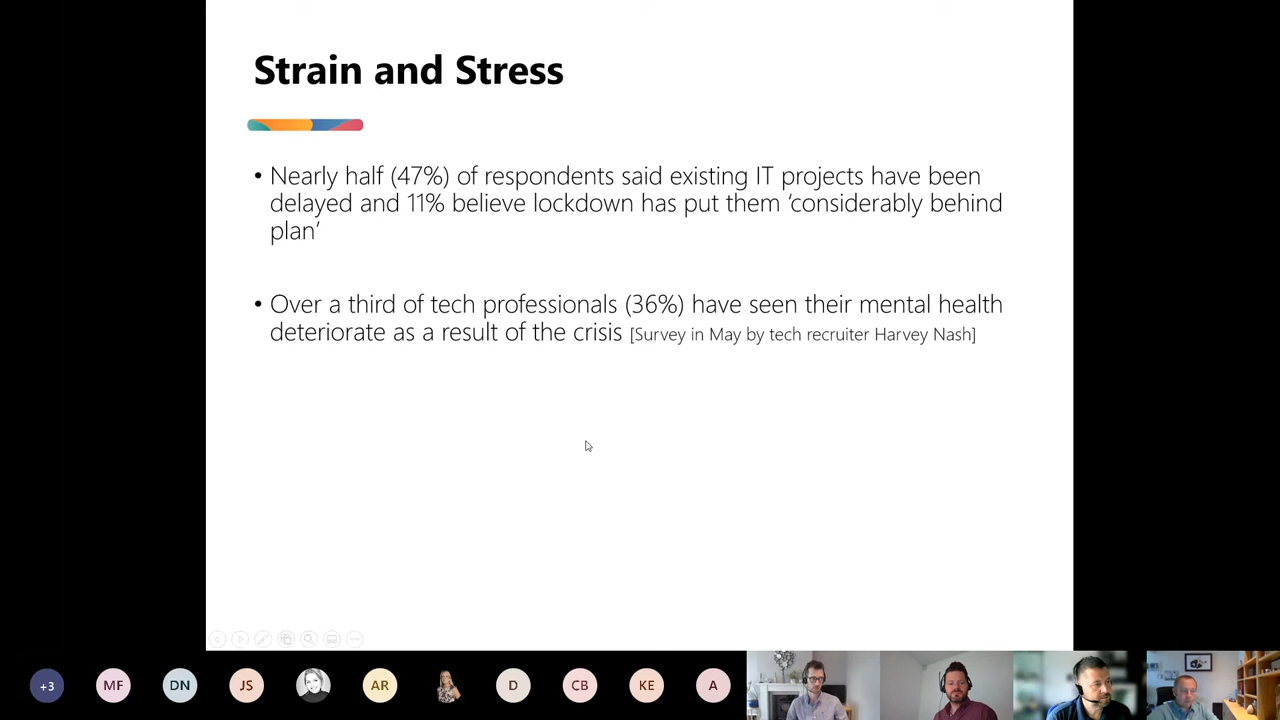 Strain and Stress
• Nearly half (47%) of respondents said existing IT projects have been
delayed and 11% believe lockdown has put them ‘considerably behind
plan’
• Over a third of tech professionals (36%) have seen their mental health
deteriorate as a result of the crisis [Survey in May by tech recruiter Harvey Nash]
+3 MF DN JS AR D CB KE A